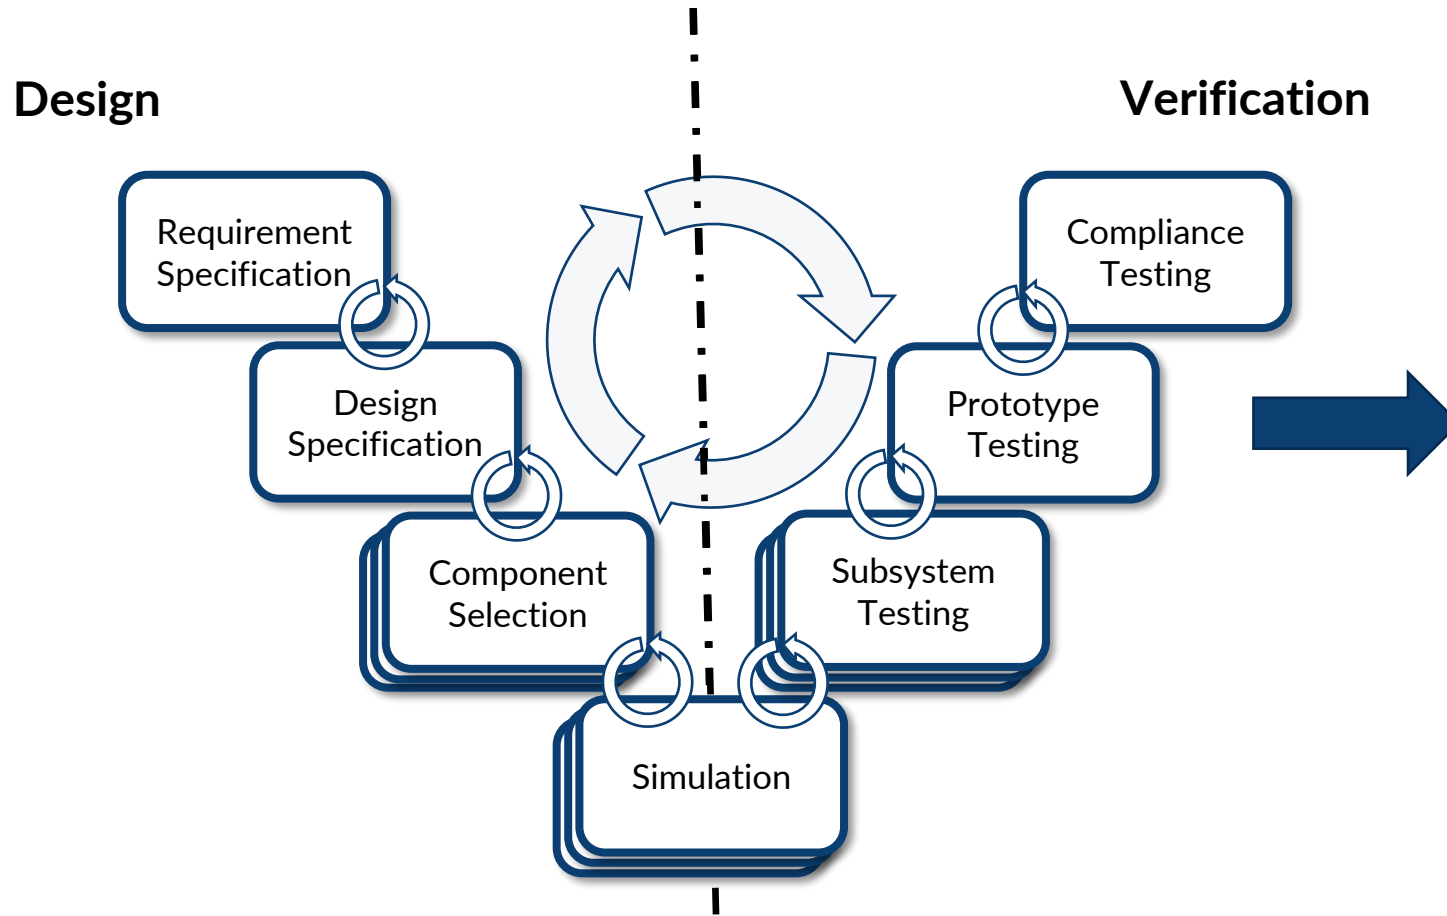 Design
Verification
Requirement
Specification
Compliance
Testing
Design
Specification
Prototype
Testing
Component
Selection
Subsystem
Testing
Simulation